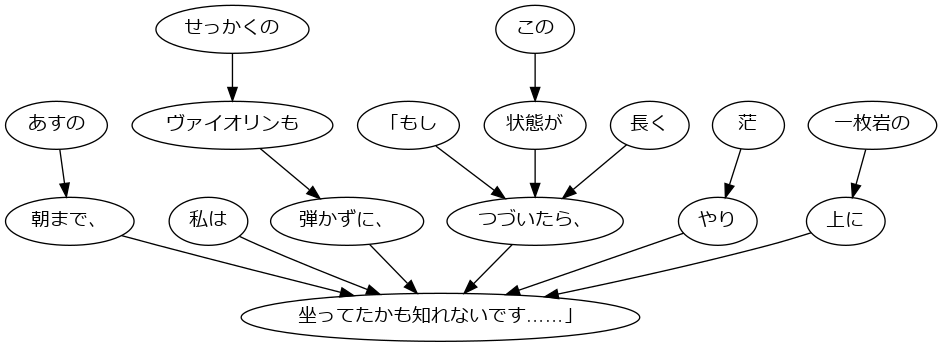 せっかくの
この
あすの
ヴァイオリンも
「もし
状態が
長く
茫
一枚岩の
朝まで、
私は
弾かずに、
つづいたら、
やり
上に
坐ってたかも知れないです……」